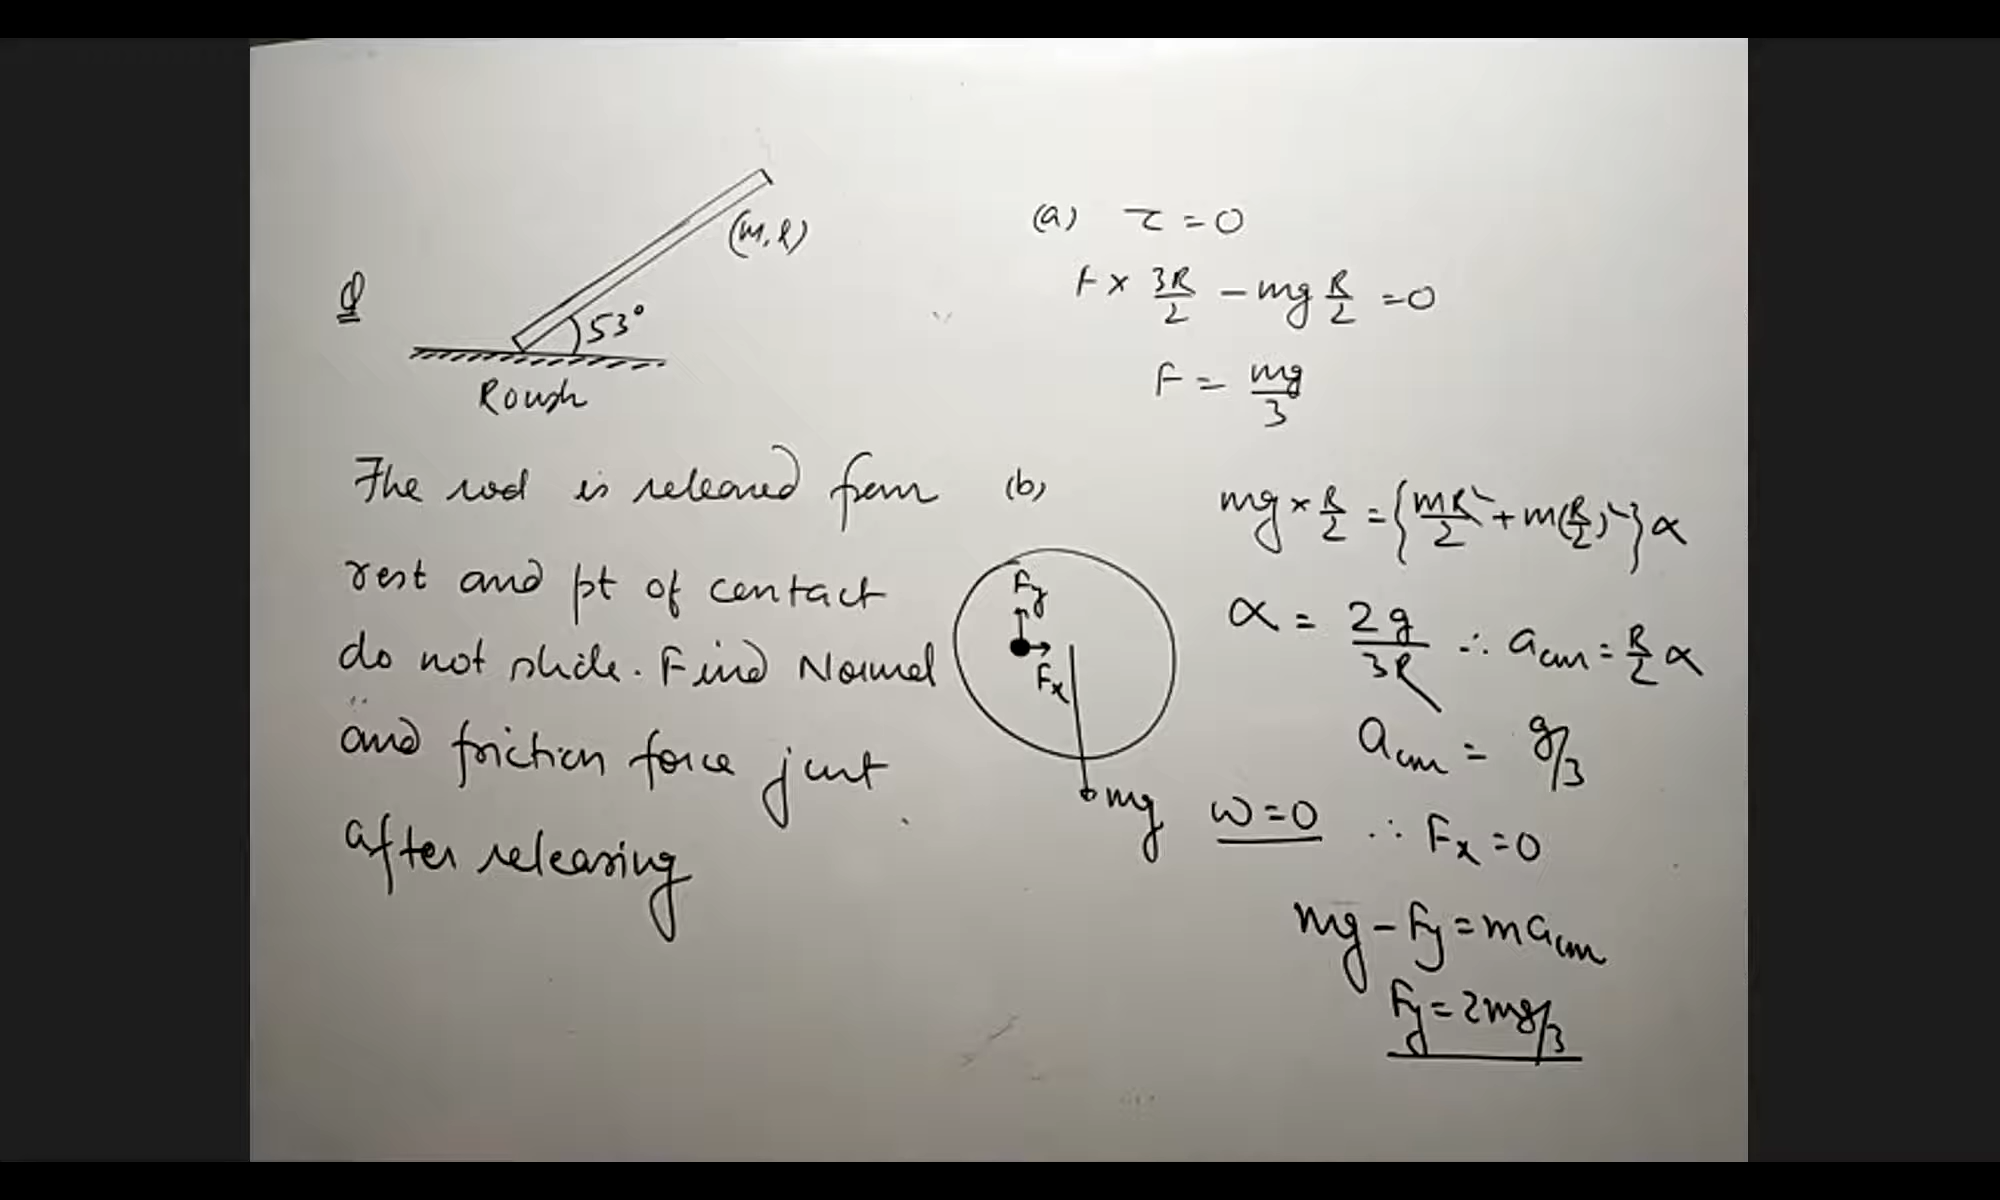 Q
(m, l)
53°
Rough
The rod is released from
rest and pt of contact
do not slide. Find Normal
and friction force just
after releasing
(a) τ = 0
F × 3R/2 - mg R/2 = 0
F = mg/3
(b)
mg × R/2 = {mR²/2 + m(R/2)²} α
α = 2g/3R ∴ acm = R/2 α
acm = g/3
Fy
Fx
mg
ω = 0 ∴ Fx = 0
mg - Fy = macm
Fy = 2mg/3